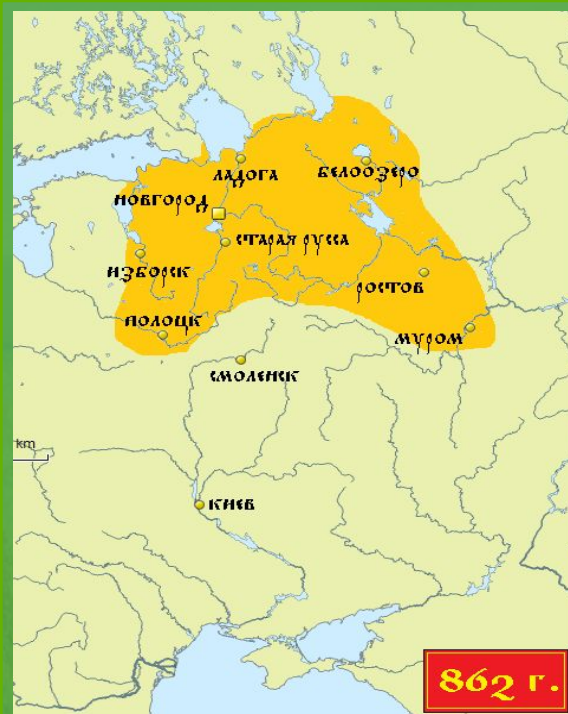 ЛАДОГА
БЕЛООЗЕРО
НОВГОРОД
СТАРАЯ РУССА
ИЗБОРСК
РОСТОВ
ПОЛОЦК
МУРОМ
СМОЛЕНСК
km
КИЕВ
862 г.